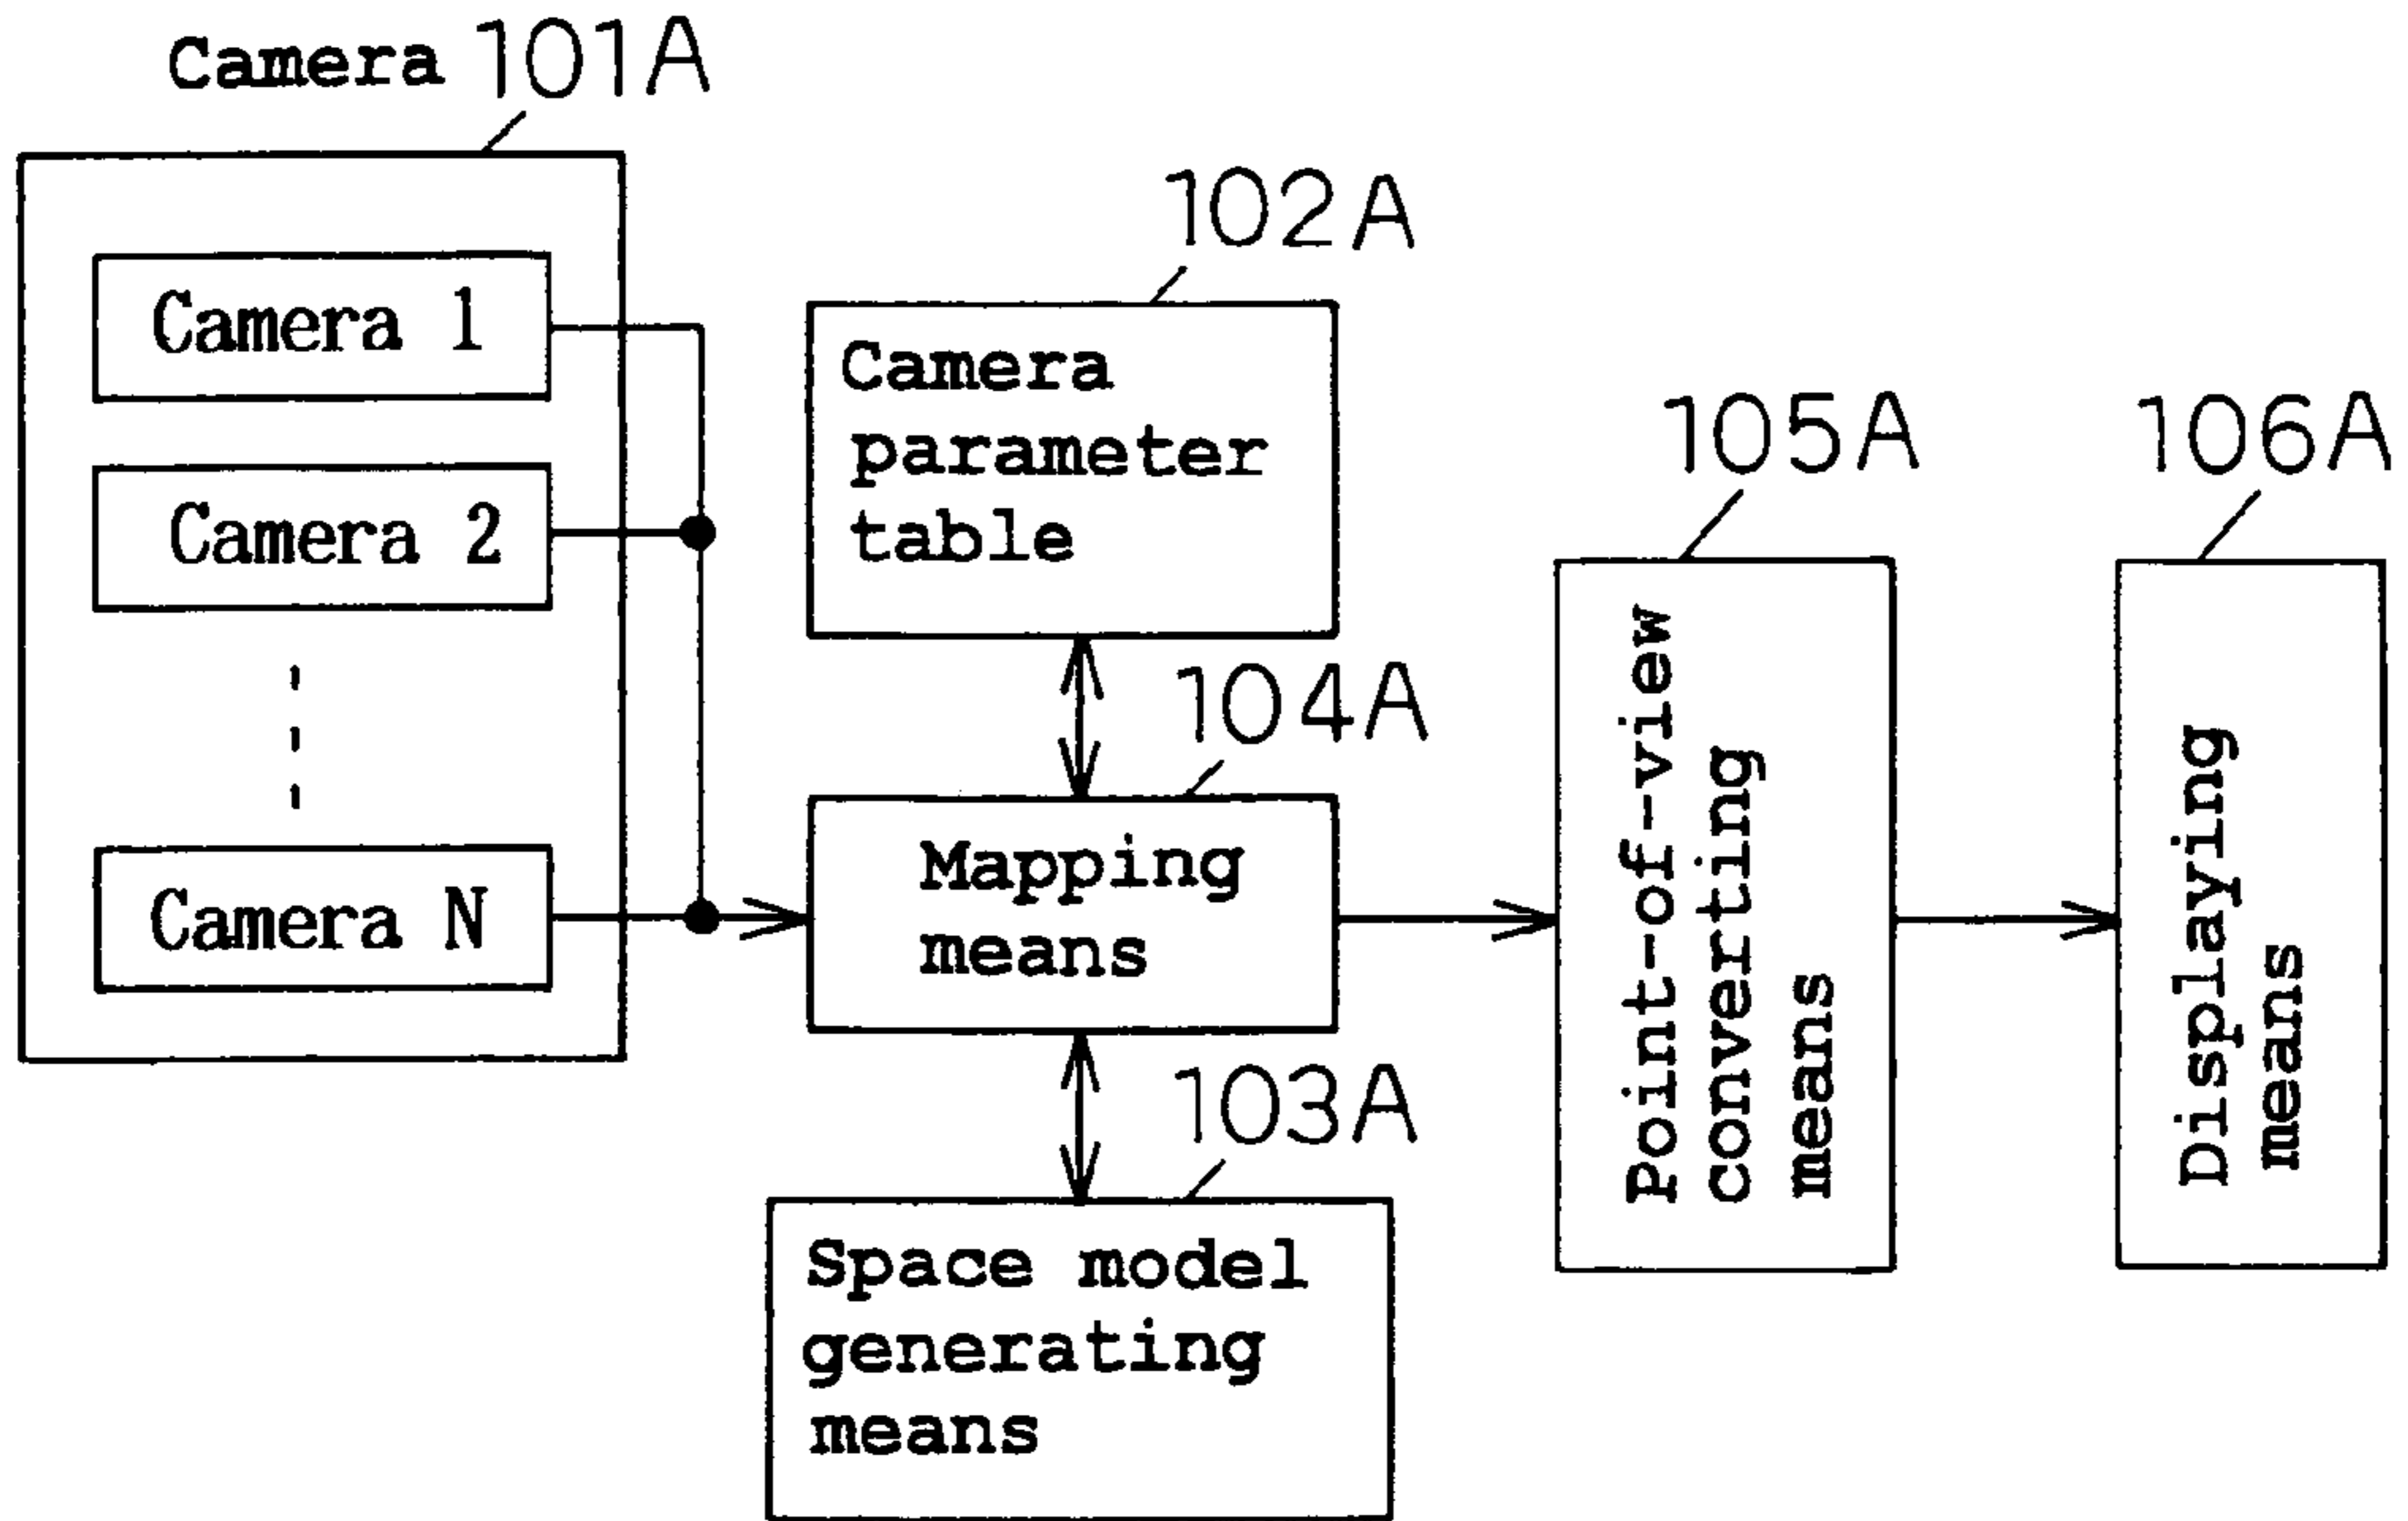 Camera 101A
Camera 1
Camera 2
Camera N
102A
Camera
parameter
table
104A
Mapping
means
103A
Space model
generating
means
105A
Point-of-view
converting
means
106A
Displaying
means